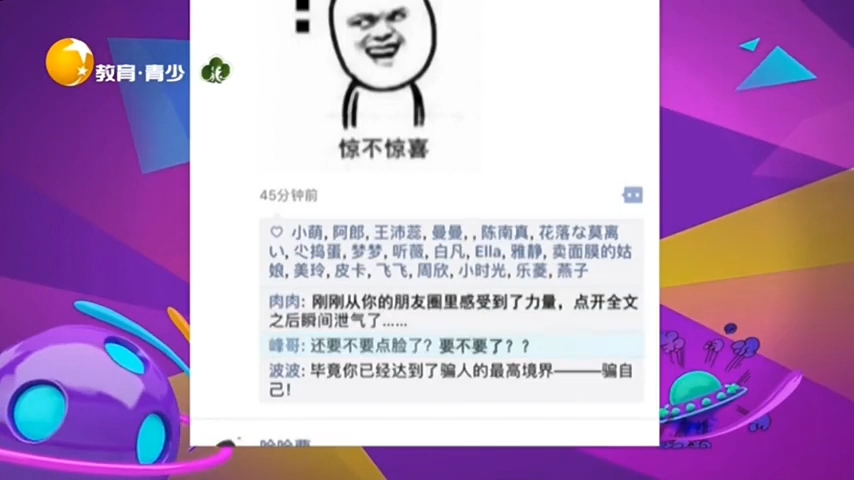 教育·青少
惊不惊喜
45分钟前
小萌, 阿郎, 王沛蕊, 曼曼, , 陈南真, 花落な莫离
い, 尐捣蛋, 梦梦, 听薇, 白凡, Ella, 雅静, 卖面膜的姑
娘, 美玲, 皮卡, 飞飞, 周欣, 小时光, 乐菱, 燕子
肉肉: 刚刚从你的朋友圈里感受到了力量，点开全文
之后瞬间泄气了......
峰哥: 还要不要点脸了？要不要了？？
波波: 毕竟你已经达到了骗人的最高境界———骗自
己！